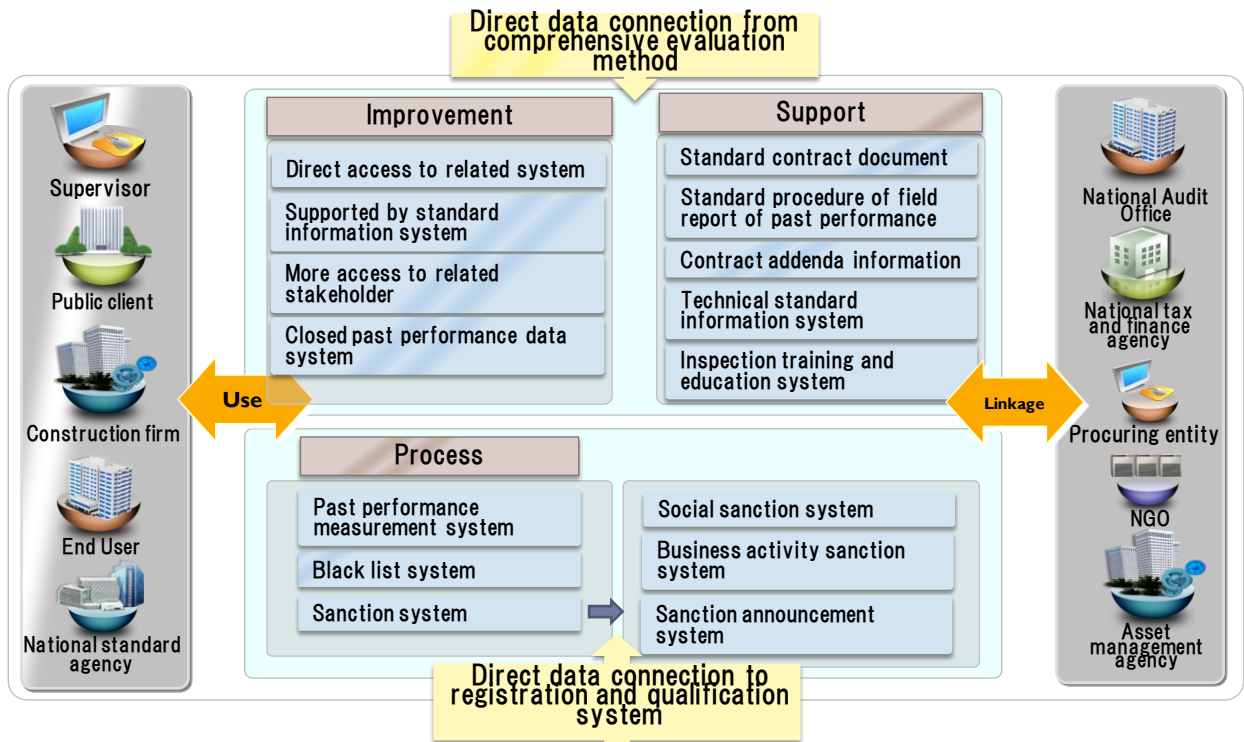 Direct data connection from
comprehensive evaluation
method
Supervisor
Public client
Construction firm
End User
National standard
agency
Use
Improvement
Direct access to related system
Supported by standard
information system
More access to related
stakeholder
Closed past performance data
system
Support
Standard contract document
Standard procedure of field
report of past performance
Contract addenda information
Technical standard
information system
Inspection training and
education system
Process
Past performance
measurement system
Black list system
Sanction system
Social sanction system
Business activity sanction
system
Sanction announcement
system
Linkage
National Audit
Office
National tax
and finance
agency
Procuring entity
NGO
Asset
management
agency
Direct data connection to
registration and qualification
system